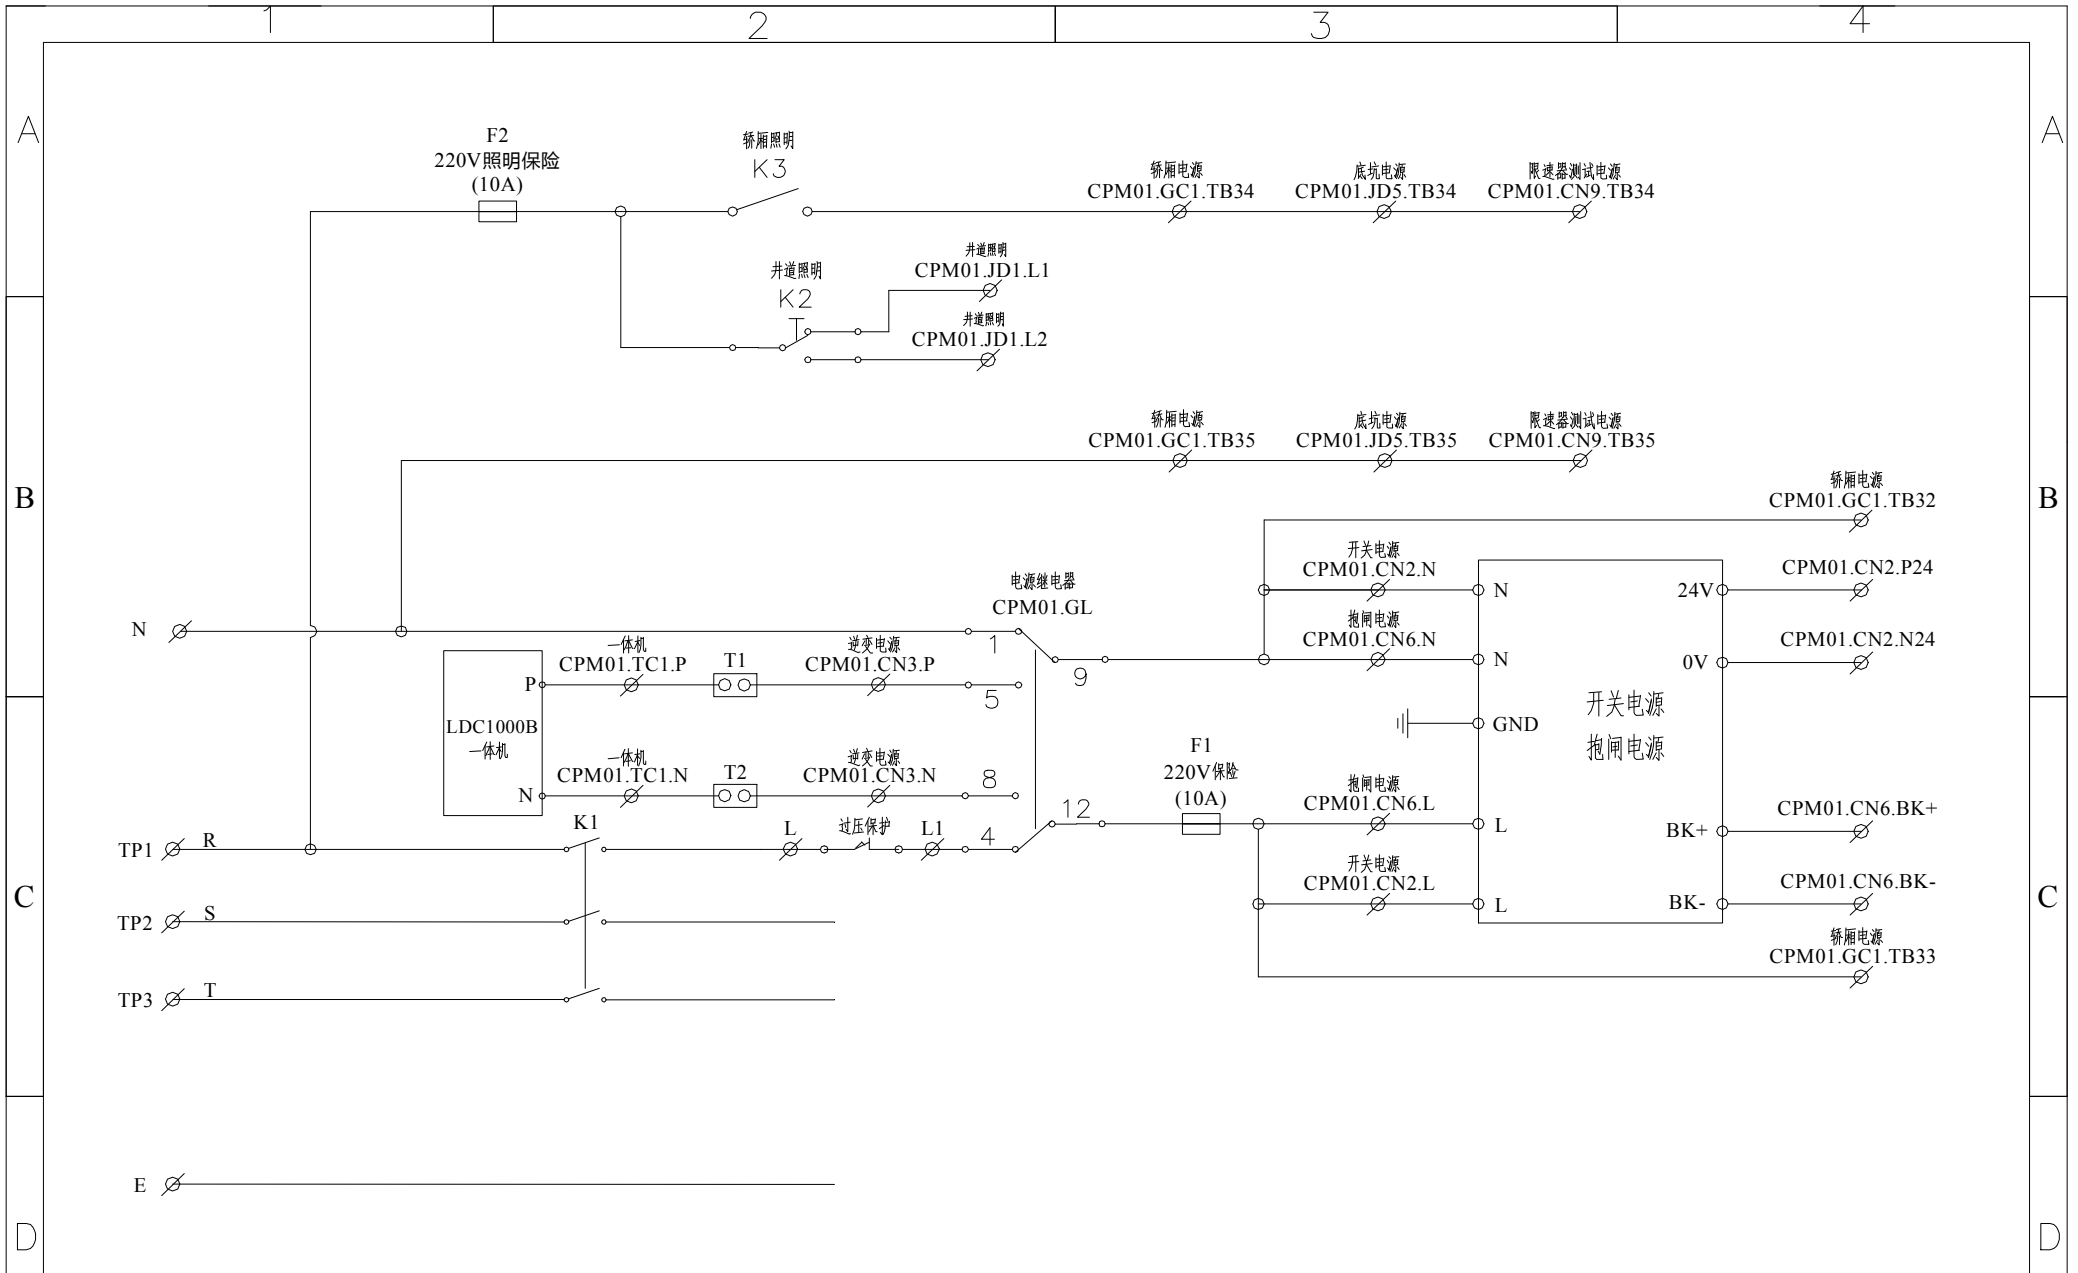 1
2
3
4
A
A
F2
220V照明保险
(10A)
轿厢照明
K3
轿厢电源
CPM01.GC1.TB34
底坑电源
CPM01.JD5.TB34
限速器测试电源
CPM01.CN9.TB34
井道照明
K2
井道照明
CPM01.JD1.L1
井道照明
CPM01.JD1.L2
轿厢电源
CPM01.GC1.TB35
底坑电源
CPM01.JD5.TB35
限速器测试电源
CPM01.CN9.TB35
B
B
轿厢电源
CPM01.GC1.TB32
开关电源
CPM01.CN2.N
N
24V
CPM01.CN2.P24
电源继电器
CPM01.GL
N
1
抱闸电源
CPM01.CN6.N
N
0V
CPM01.CN2.N24
一体机
CPM01.TC1.P
T1
逆变电源
CPM01.CN3.P
P
5
9
LDC1000B
一体机
GND
开关电源
抱闸电源
一体机
CPM01.TC1.N
T2
逆变电源
CPM01.CN3.N
N
8
F1
220V保险
(10A)
12
抱闸电源
CPM01.CN6.L
L
BK+
CPM01.CN6.BK+
TP1
R
K1
L
过压保护
L1
4
开关电源
CPM01.CN2.L
L
BK-
CPM01.CN6.BK-
C
C
TP2
S
轿厢电源
CPM01.GC1.TB33
TP3
T
E
D
D